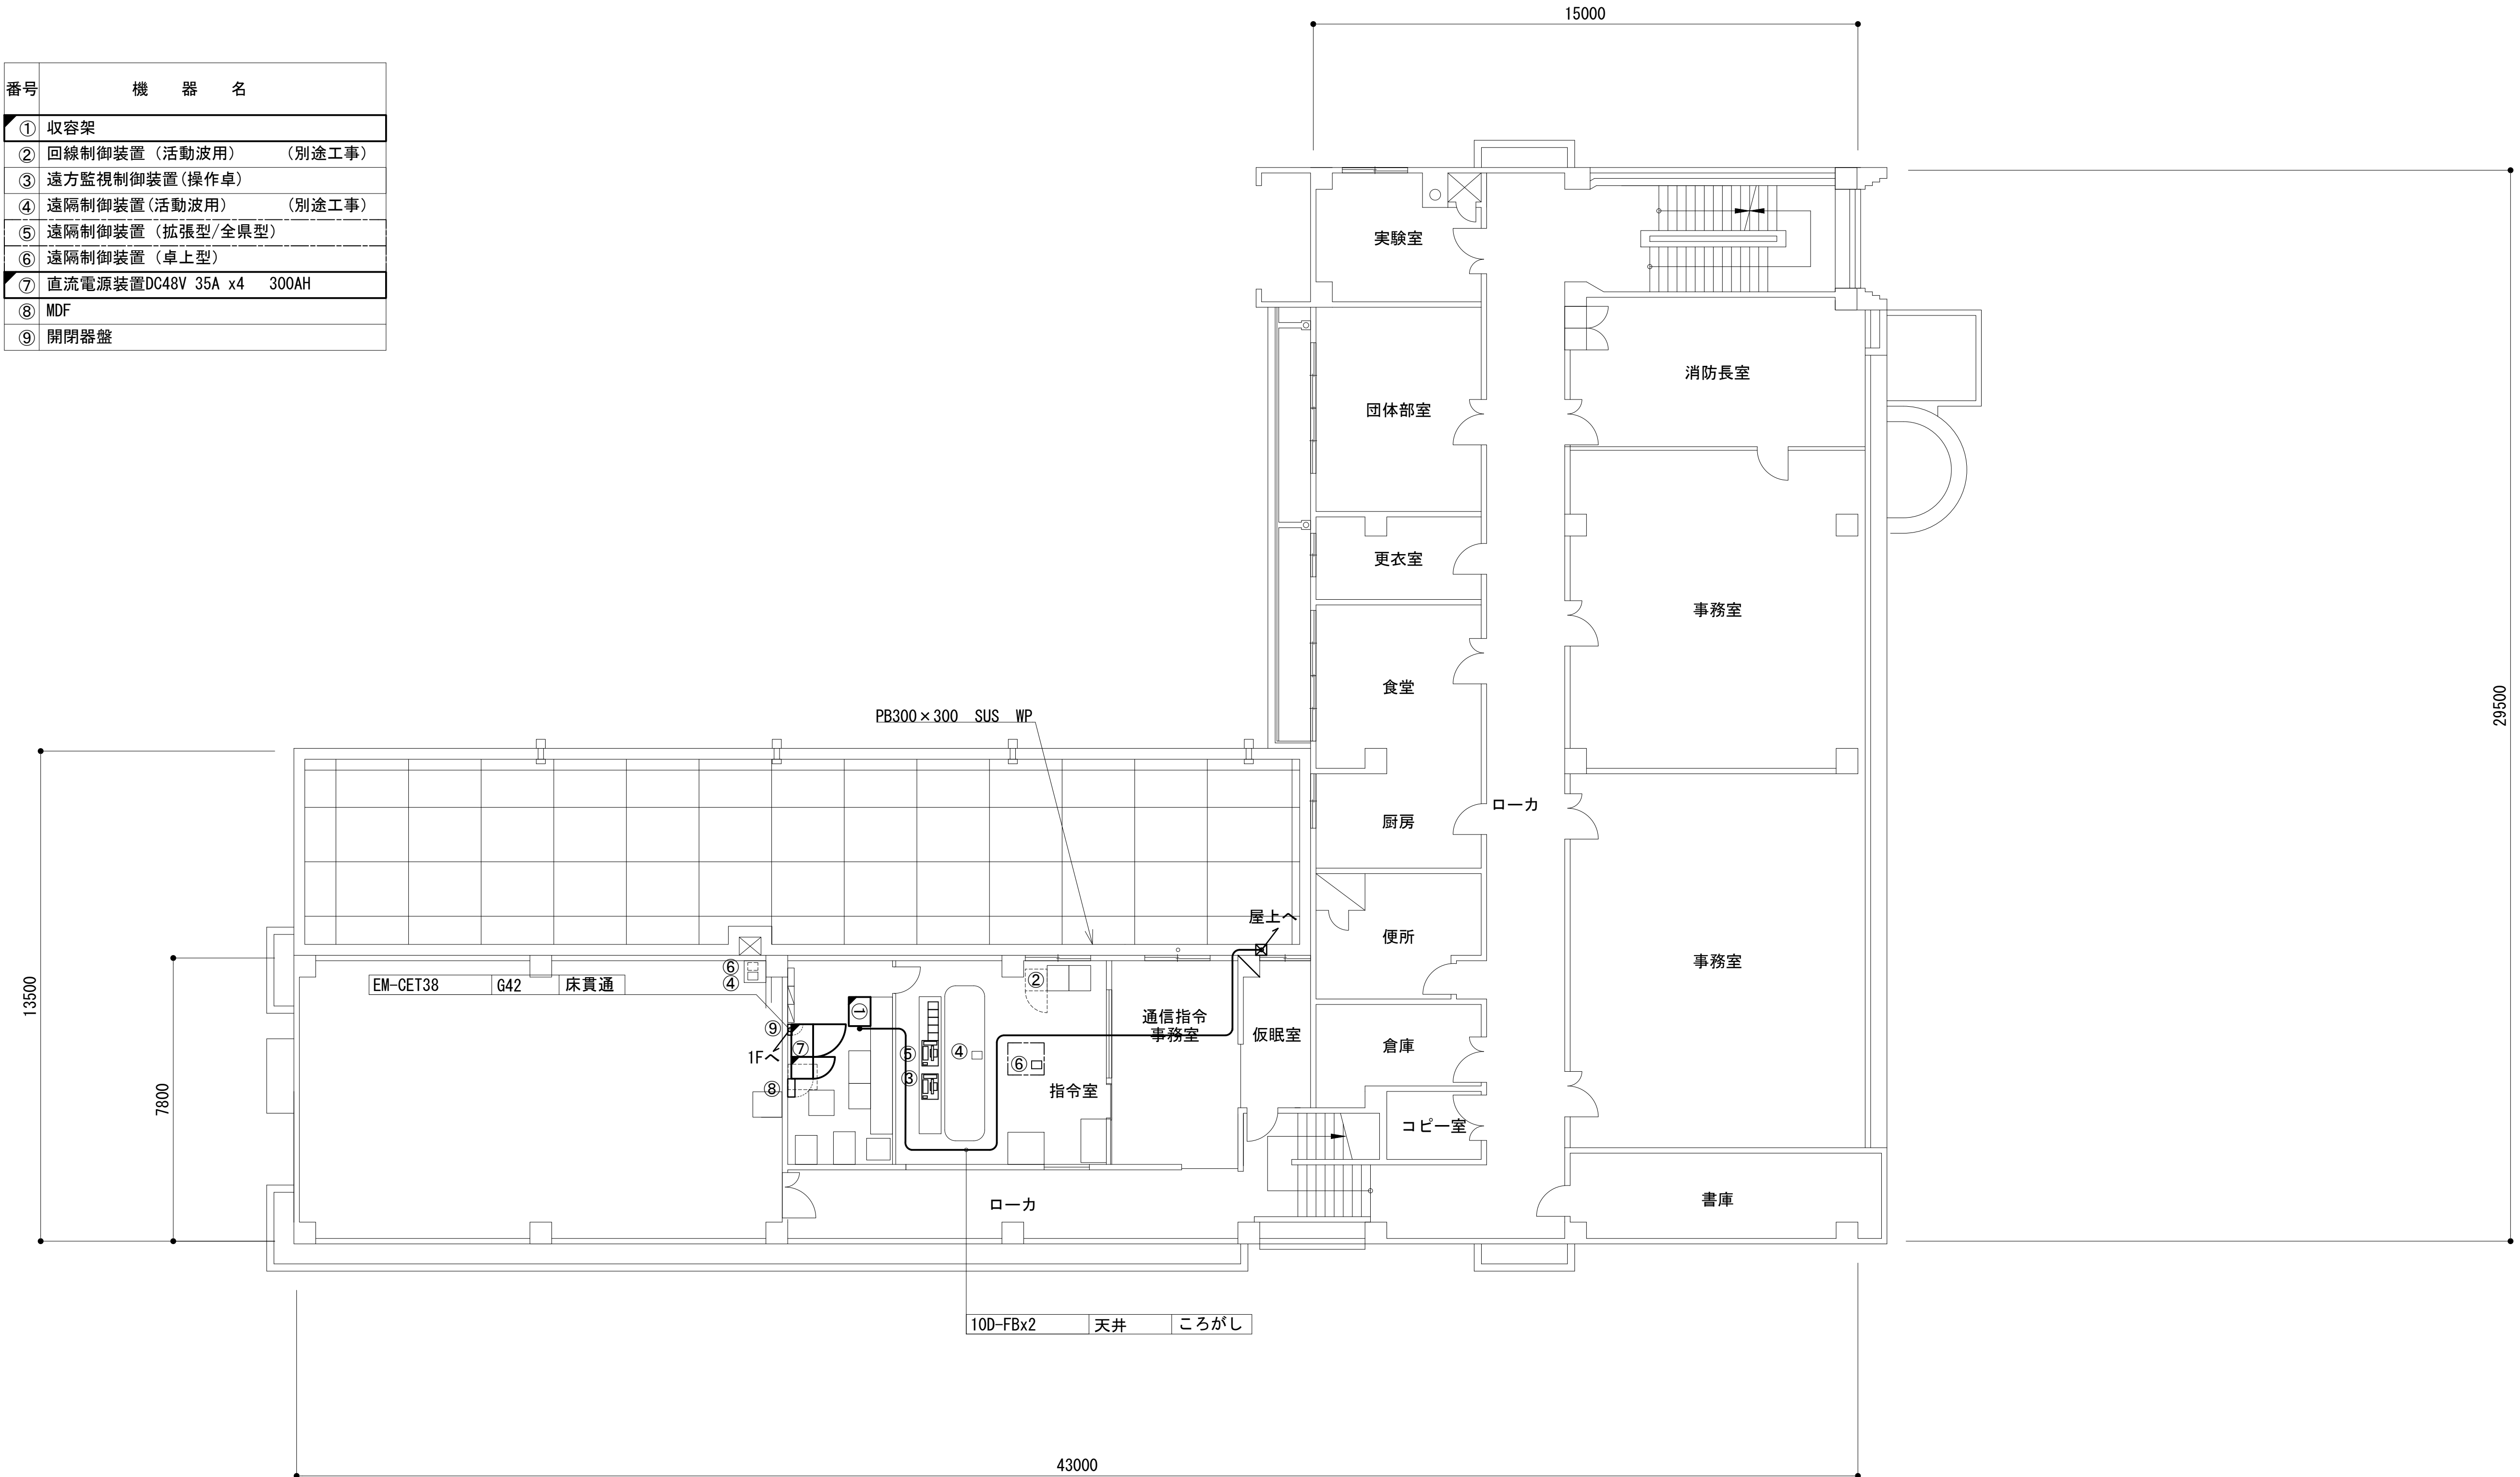 15000
番号 機 器 名
① 収容架
② 回線制御装置（活動波用） （別途工事）
③ 遠方監視制御装置(操作卓)
④ 遠隔制御装置(活動波用) （別途工事）
⑤ 遠隔制御装置（拡張型/全県型）
⑥ 遠隔制御装置（卓上型）
⑦ 直流電源装置DC48V 35A x4 300AH
⑧ MDF
⑨ 開閉器盤
実験室
消防長室
団体部室
更衣室
事務室
食堂
29500
PB300×300 SUS WP
ローカ
厨房
屋上へ
便所
事務室
⑥
④
②
EM-CET38 G42 床貫通
13500
①
通信指令
事務室
仮眠室
⑨
倉庫
1Fへ
⑦
⑤
④
⑥
③
⑧
指令室
7800
コピー室
ローカ
書庫
10D-FBx2 天井 ころがし
43000